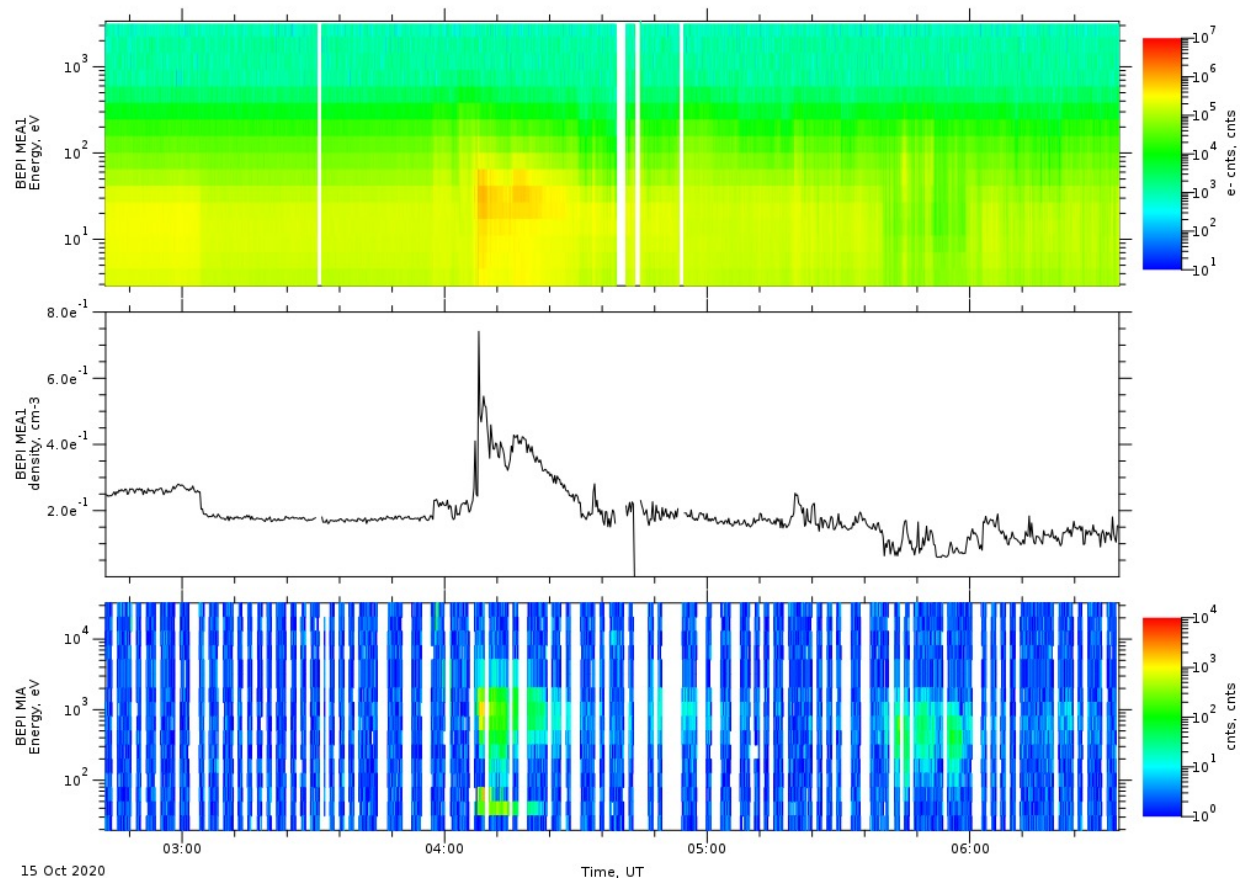 BEPI MEA1
Energy, eV
10³
10²
10¹
10⁷
10⁶
10⁵
10⁴
10³
10²
10¹
e- cnts, cnts
BEPI MEA1
density, cm-3
8.0e⁻¹
6.0e⁻¹
4.0e⁻¹
2.0e⁻¹
BEPI MIA
Energy, eV
10⁴
10³
10²
10⁴
10³
10²
10¹
10⁰
cnts, cnts
03:00 04:00 05:00 06:00
15 Oct 2020 Time, UT